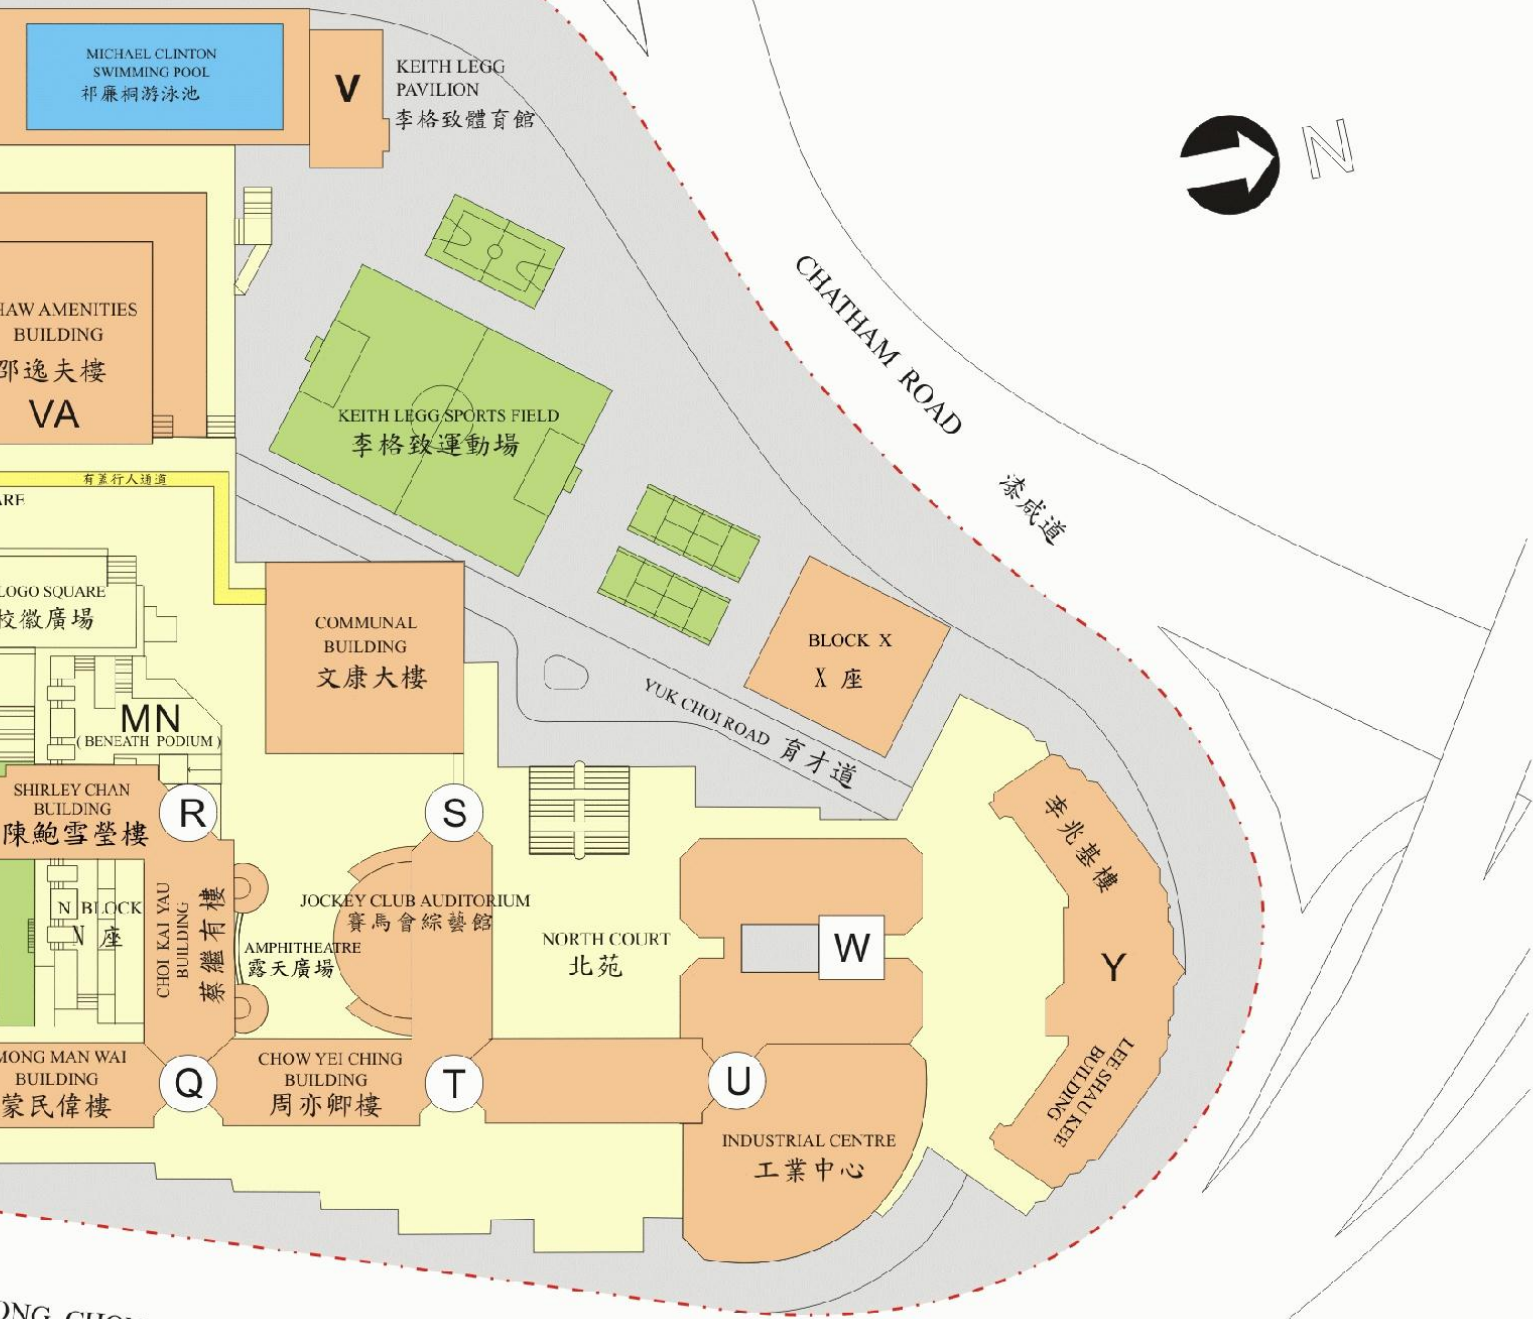 MICHAEL CLINTON
SWIMMING POOL
祁廉桐游泳池
V
KEITH LEGG
PAVILION
李格致體育館
N
CHATHAM ROAD
漆咸道
HAW AMENITIES
BUILDING
邵逸夫樓
VA
KEITH LEGG SPORTS FIELD
李格致運動場
有蓋行人通道
ARE
LOGO SQUARE
校徽廣場
COMMUNAL
BUILDING
文康大樓
BLOCK X
X 座
YUK CHOI ROAD 育才道
MN
( BENEATH PODIUM )
SHIRLEY CHAN
BUILDING
陳鮑雪瑩樓
R
S
李兆基樓
Y
LEE SHAU KEE
BUILDING
N BLOCK
N 座
CHOI KAI YAU
BUILDING
蔡繼有樓
JOCKEY CLUB AUDITORIUM
賽馬會綜藝館
AMPHITHEATRE
露天廣場
NORTH COURT
北苑
W
MONG MAN WAI
BUILDING
蒙民偉樓
Q
CHOW YEI CHING
BUILDING
周亦卿樓
T
U
INDUSTRIAL CENTRE
工業中心